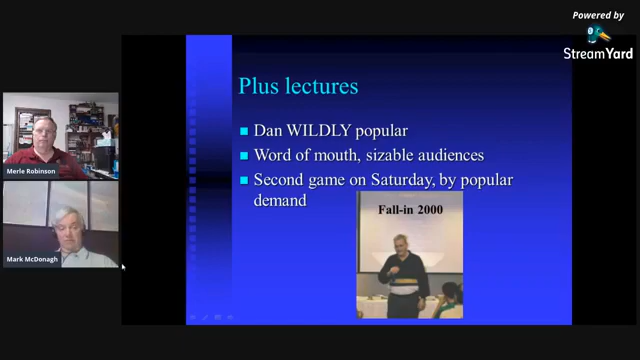 Powered by
StreamYard
Plus lectures
Dan WILDLY popular
Word of mouth, sizable audiences
Second game on Saturday, by popular
demand
Fall-in 2000
Merle Robinson
Mark McDonagh